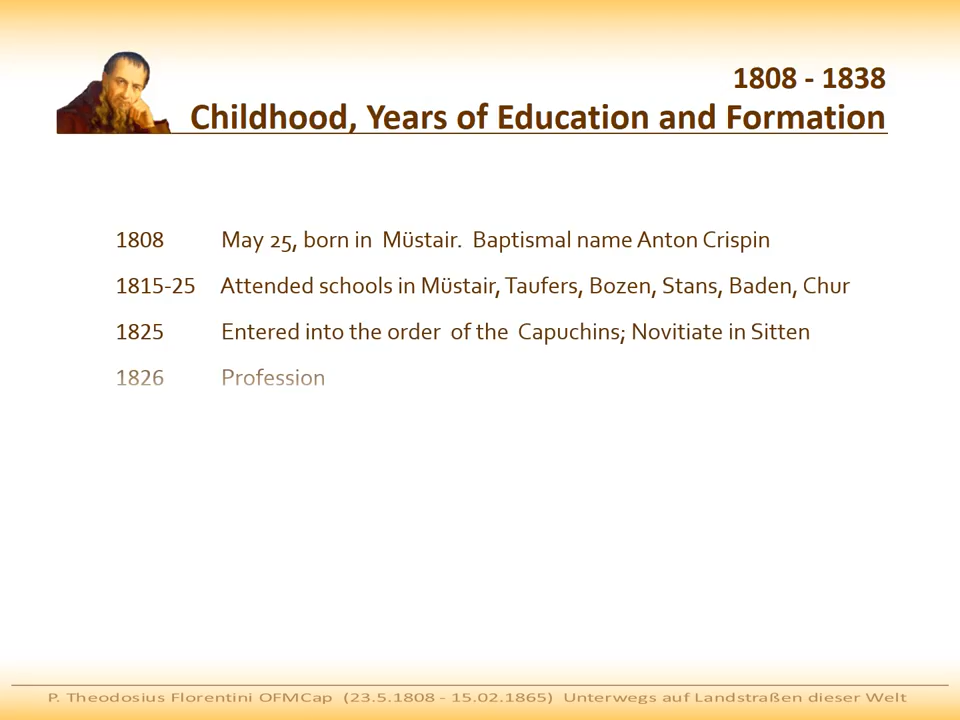 1808 - 1838
Childhood, Years of Education and Formation
1808 May 25, born in Müstair. Baptismal name Anton Crispin
1815-25 Attended schools in Müstair, Taufers, Bozen, Stans, Baden, Chur
1825 Entered into the order of the Capuchins; Novitiate in Sitten
1826 Profession
P. Theodosius Florentini OFMCap (23.5.1808 - 15.02.1865) Unterwegs auf Landstraßen dieser Welt